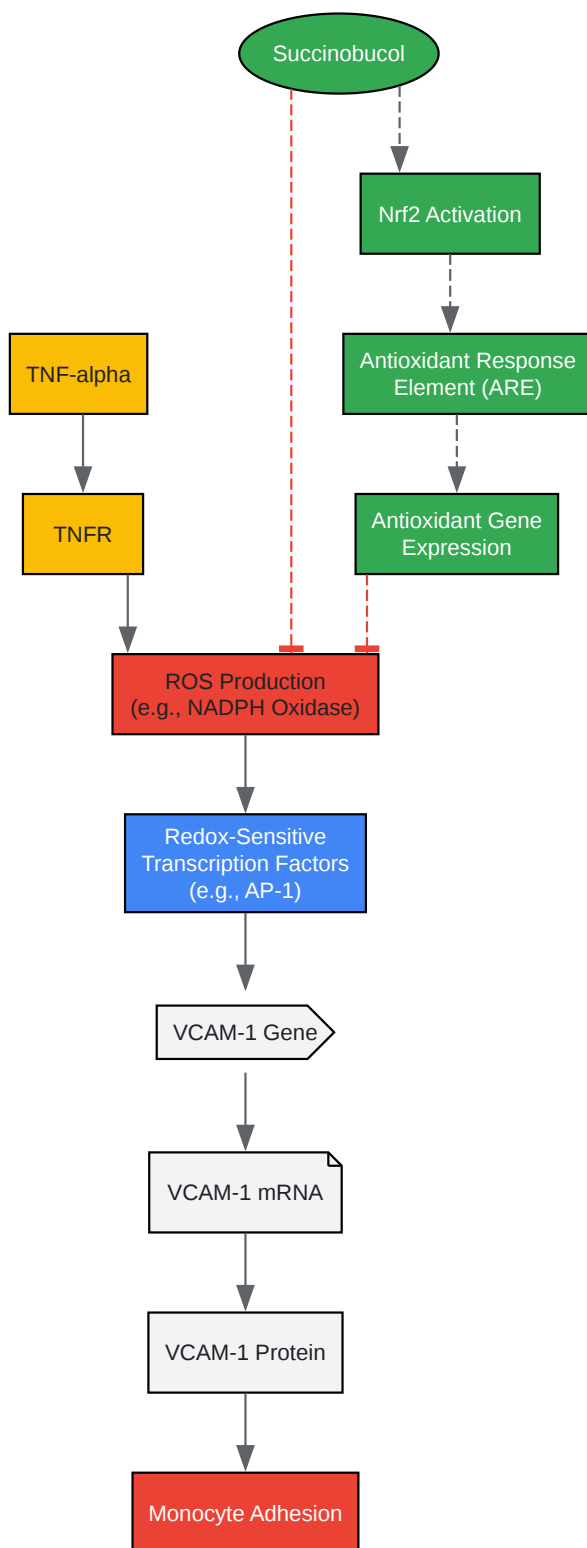 Succinobucol
Nrf2 Activation
TNF-alpha
Antioxidant Response
Element (ARE)
TNFR
Antioxidant Gene
Expression
ROS Production
(e.g., NADPH Oxidase)
Redox-Sensitive
Transcription Factors
(e.g., AP-1)
VCAM-1 Gene
VCAM-1 mRNA
VCAM-1 Protein
Monocyte Adhesion